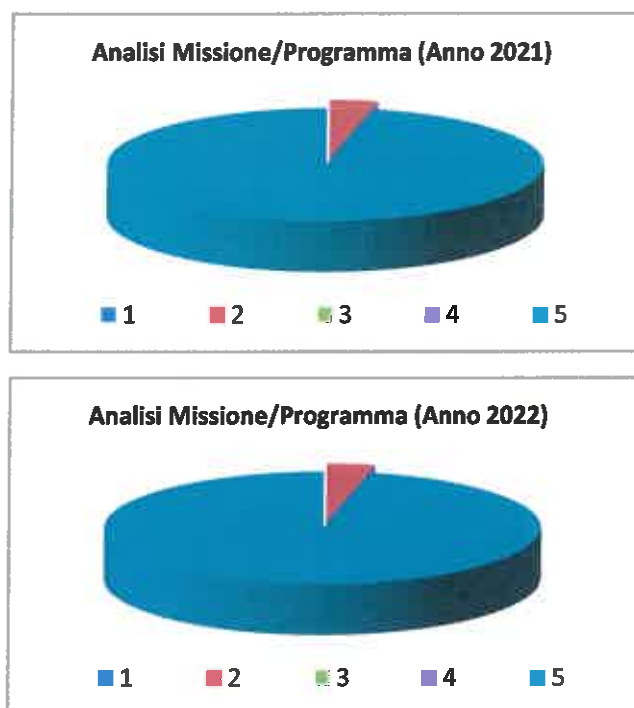 Analisi Missione/Programma (Anno 2021)
1 2 3 4 5
Analisi Missione/Programma (Anno 2022)
1 2 3 4 5